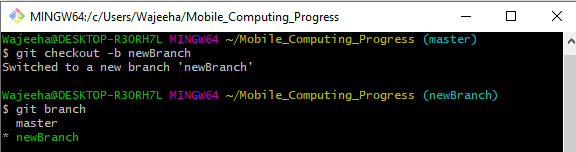 MINGW64:/c/Users/Wajeeha/Mobile_Computing_Progress
Wajeeha@DESKTOP-R3ORH7L MINGW64 ~/Mobile_Computing_Progress (master)
$ git checkout -b newBranch
Switched to a new branch 'newBranch'
Wajeeha@DESKTOP-R3ORH7L MINGW64 ~/Mobile_Computing_Progress (newBranch)
$ git branch
  master
* newBranch